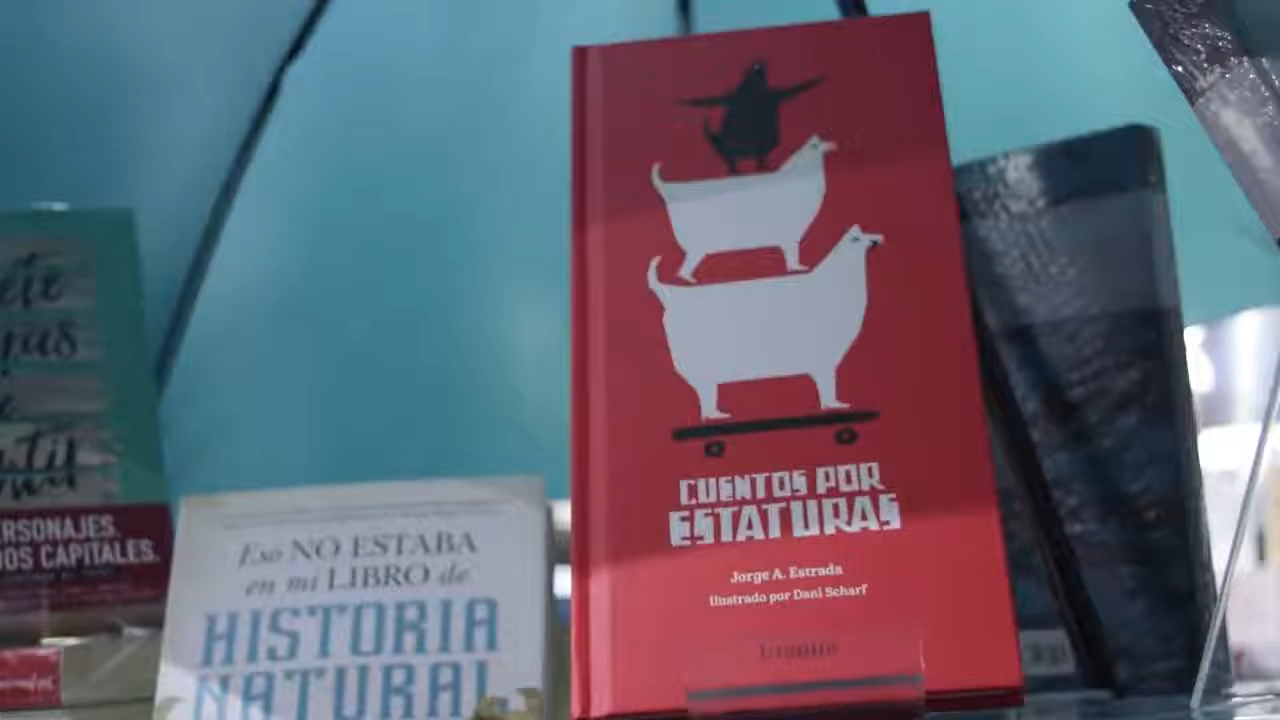 ERSONAJES.
DOS CAPITALES.
Eso NO ESTABA
en mi LIBRO de
HISTORIA
NATURAL
CUENTOS POR
ESTATURAS
Jorge A. Estrada
Ilustrado por Dani Scharf